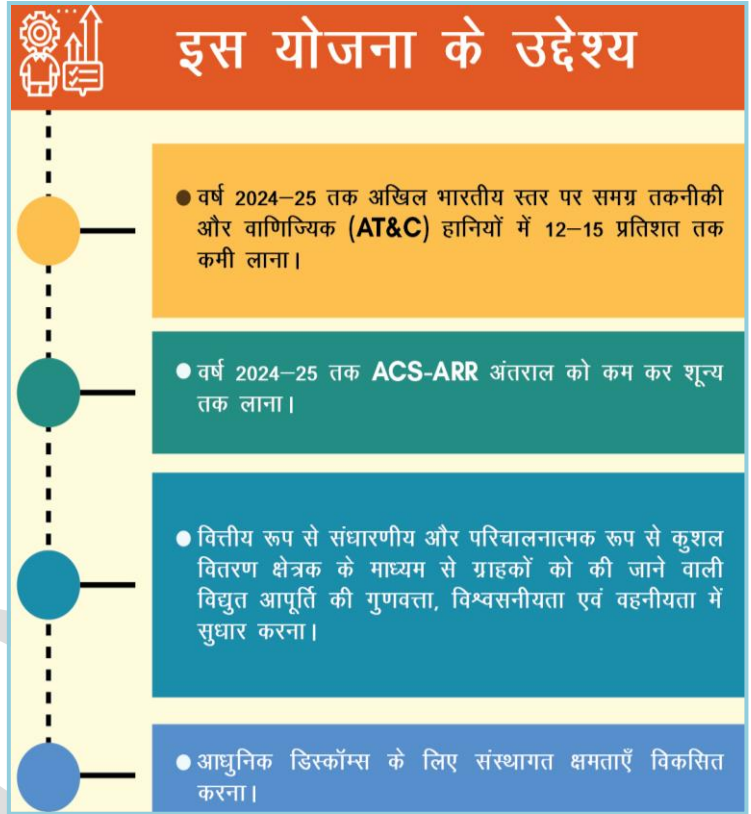 इस योजना के उद्देश्य
● वर्ष 2024–25 तक अखिल भारतीय स्तर पर समग्र तकनीकी
और वाणिज्यिक (AT&C) हानियों में 12–15 प्रतिशत तक
कमी लाना।
● वर्ष 2024–25 तक ACS-ARR अंतराल को कम कर शून्य
तक लाना।
● वित्तीय रूप से संधारणीय और परिचालनात्मक रूप से कुशल
वितरण क्षेत्रक के माध्यम से ग्राहकों को की जाने वाली
विद्युत आपूर्ति की गुणवत्ता, विश्वसनीयता एवं वहनीयता में
सुधार करना।
● आधुनिक डिस्कॉम्स के लिए संस्थागत क्षमताएँ विकसित
करना।